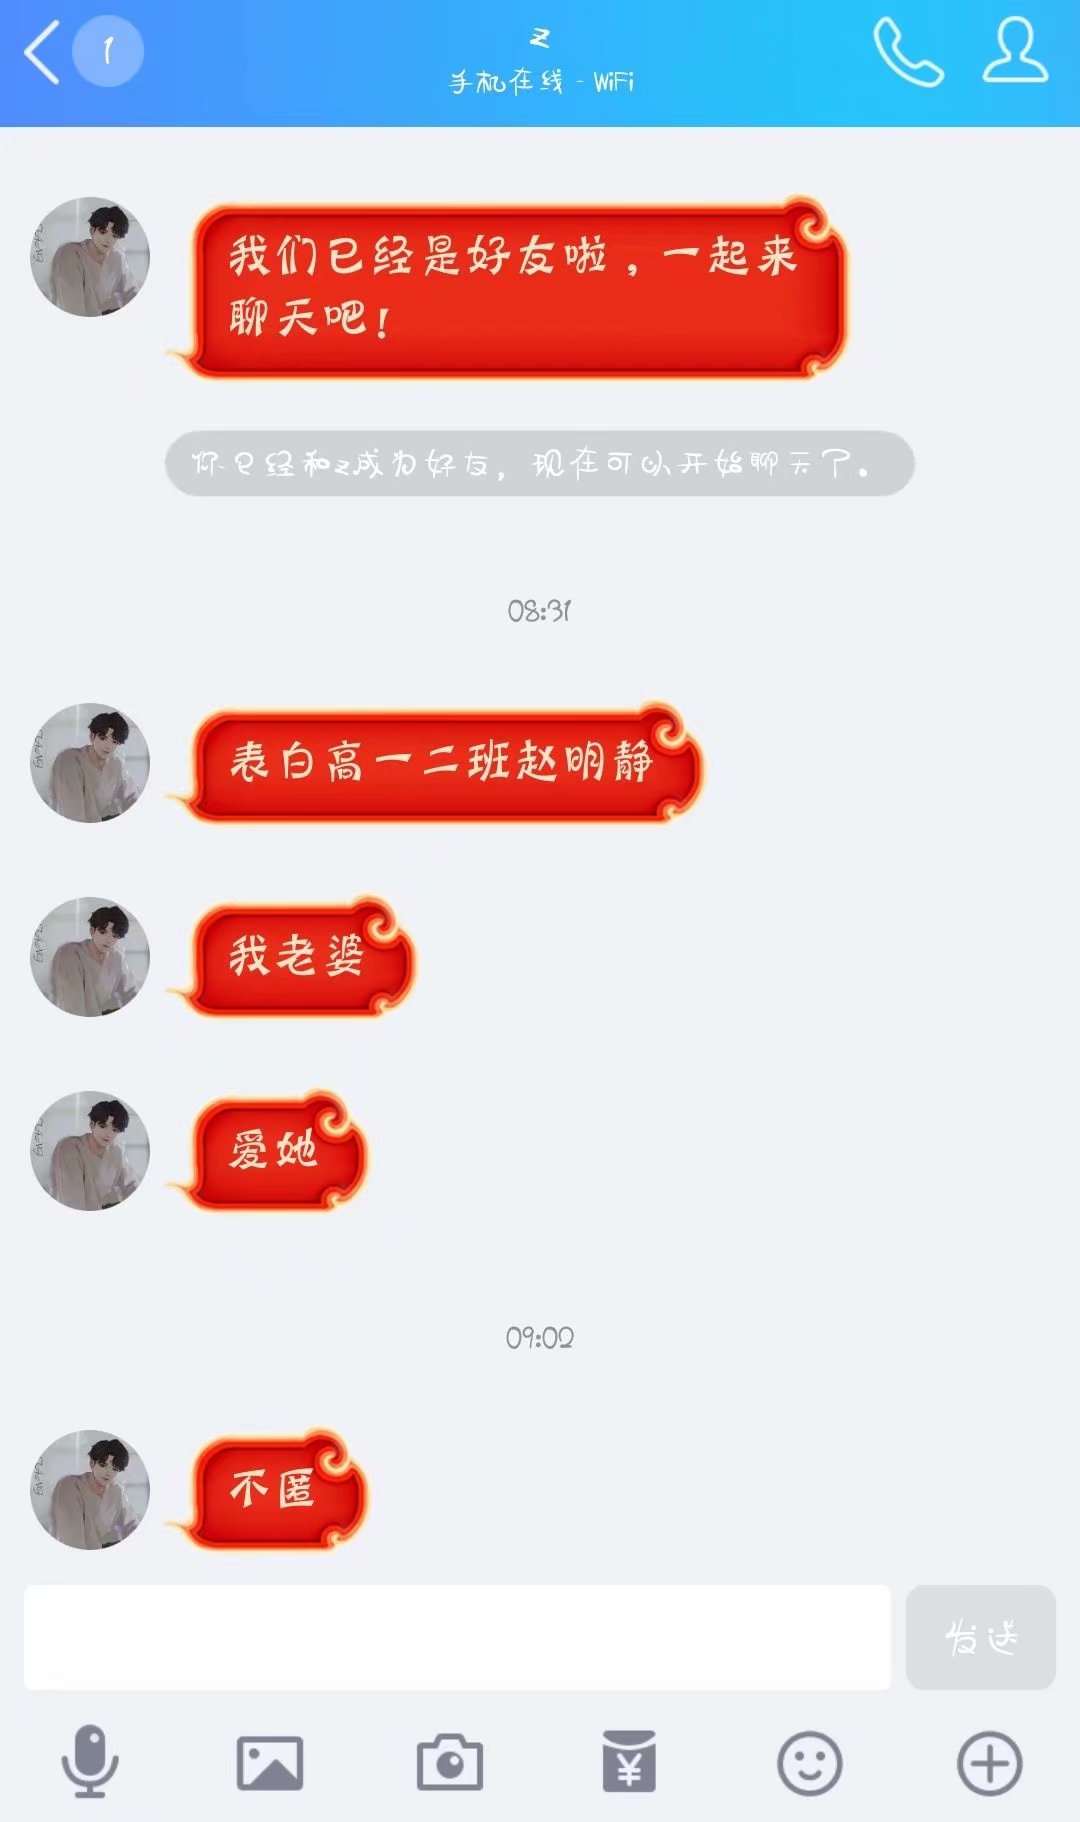 1
z
手机在线 - WiFi
我们已经是好友啦，一起来
聊天吧！
你已经和z成为好友，现在可以开始聊天了。
08:31
表白高一二班赵明静
我老婆
爱她
09:02
不匿
发送
¥